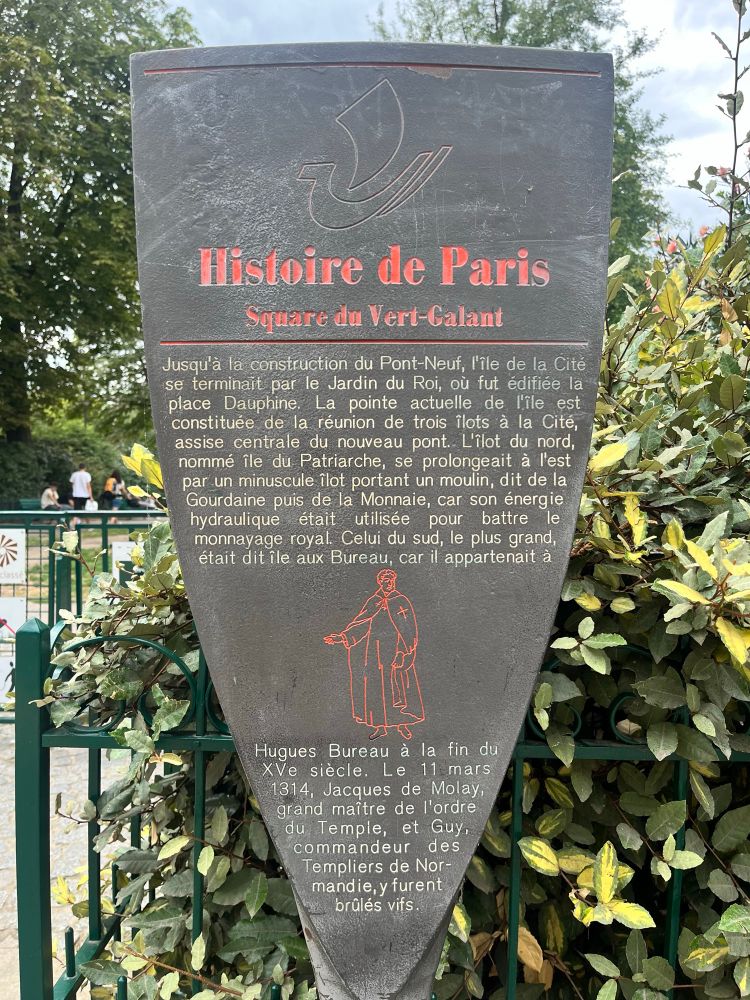 Histoire de Paris
Square du Vert-Galant
Jusqu'à la construction du Pont-Neuf, l'île de la Cité
se terminait par le Jardin du Roi, où fut édifiée la
place Dauphine. La pointe actuelle de l'île est
constituée de la réunion de trois îlots à la Cité,
assise centrale du nouveau pont. L'îlot du nord,
nommé île du Patriarche, se prolongeait à l'est
par un minuscule îlot portant un moulin, dit de la
Gourdaine puis de la Monnaie, car son énergie
hydraulique était utilisée pour battre le
monnayage royal. Celui du sud, le plus grand,
était dit île aux Bureau, car il appartenait à
Hugues Bureau à la fin du
XVe siècle. Le 11 mars
1314, Jacques de Molay,
grand maître de l'ordre
du Temple, et Guy,
commandeur des
Templiers de Nor-
mandie, y furent
brûlés vifs.
classé